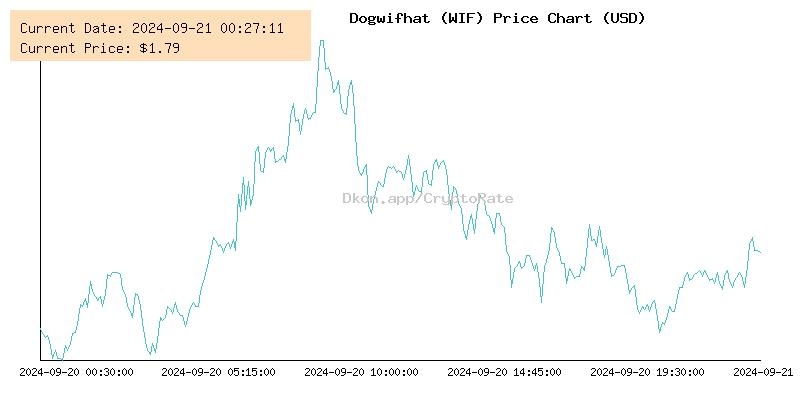 Dogwifhat (WIF) Price Chart (USD)
Current Date: 2024-09-21 00:27:11
Current Price: $1.79
Dkon.app/CryptoRate
2024-09-20 00:30:00 2024-09-20 05:15:00 2024-09-20 10:00:00 2024-09-20 14:45:00 2024-09-20 19:30:00 2024-09-21